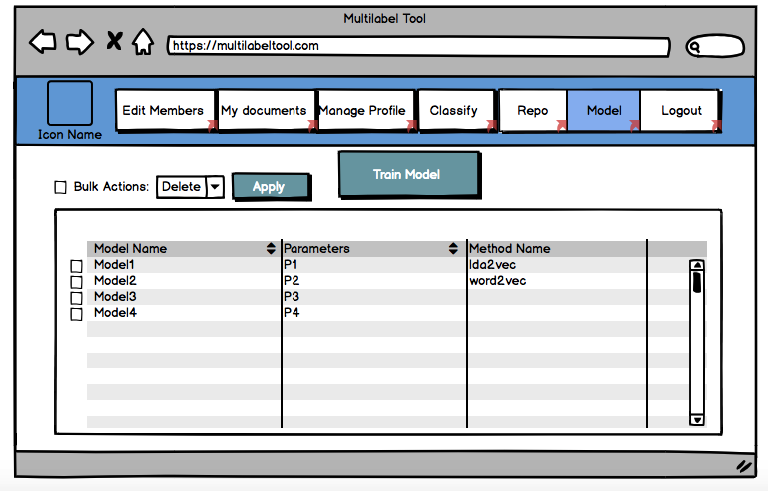 Multilabel Tool
https://multilabeltool.com
Icon Name
Edit Members My documents Manage Profile Classify Repo Model Logout
Bulk Actions: Delete Apply Train Model
Model Name Parameters Method Name
Model1 P1 lda2vec
Model2 P2 word2vec
Model3 P3
Model4 P4